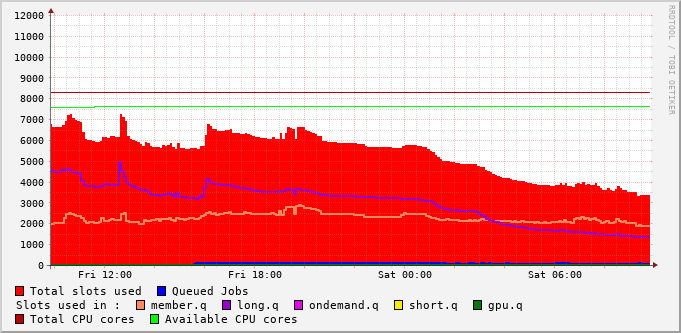 12000
11000
10000
9000
8000
7000
6000
5000
4000
3000
2000
1000
0
Fri 12:00 Fri 18:00 Sat 00:00 Sat 06:00
Total slots used Queued Jobs
Slots used in : member.q long.q ondemand.q short.q gpu.q
Total CPU cores Available CPU cores
RRDTOOL / TOBI OETIKER